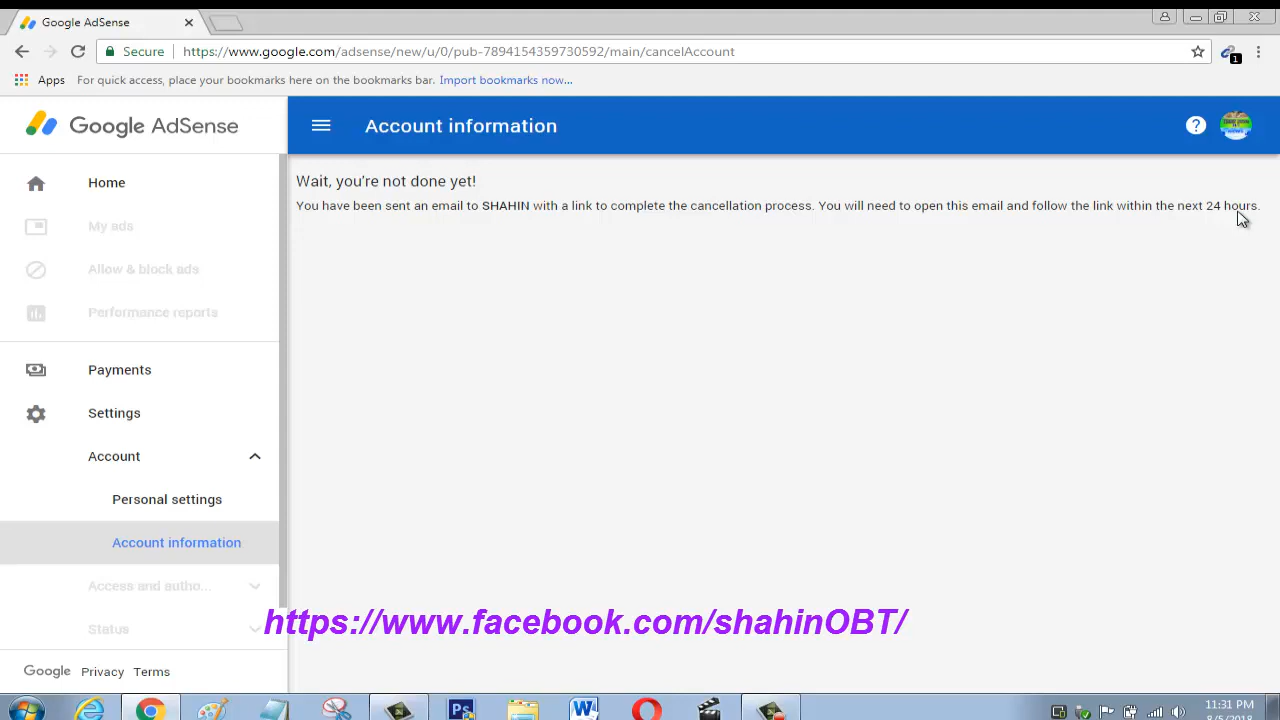 Google AdSense
Secure https://www.google.com/adsense/new/u/0/pub-7894154359730592/main/cancelAccount
1
Apps For quick access, place your bookmarks here on the bookmarks bar. Import bookmarks now...
Google AdSense
Account information
?
Home
Wait, you're not done yet!
You have been sent an email to SHAHIN with a link to complete the cancellation process. You will need to open this email and follow the link within the next 24 hours.
My ads
Allow & block ads
Performance reports
Payments
Settings
Account
Personal settings
Account information
Access and autho...
Status
https://www.facebook.com/shahinOBT/
Google Privacy Terms
Ps
W
11:31 PM
8/5/2018